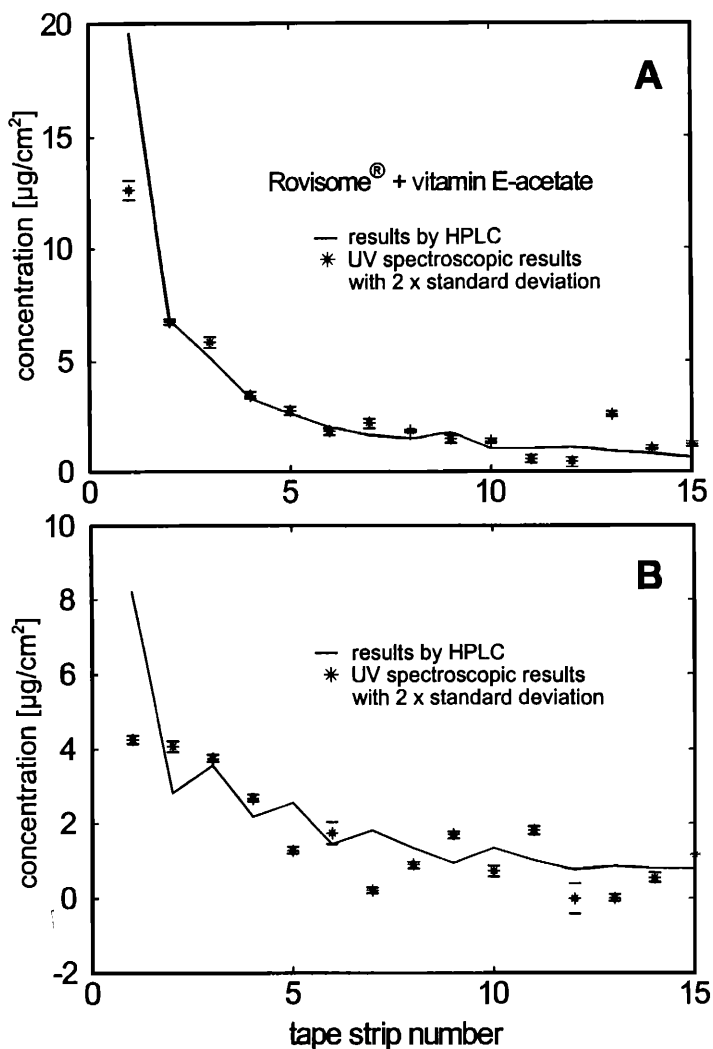 20
15
10
5
0
concentration [µg/cm²]
A
Rovisome® + vitamin E-acetate
results by HPLC
UV spectroscopic results
with 2 x standard deviation
0 5 10 15
10
8
6
4
2
0
-2
concentration [µg/cm²]
B
results by HPLC
UV spectroscopic results
with 2 x standard deviation
0 5 10 15
tape strip number